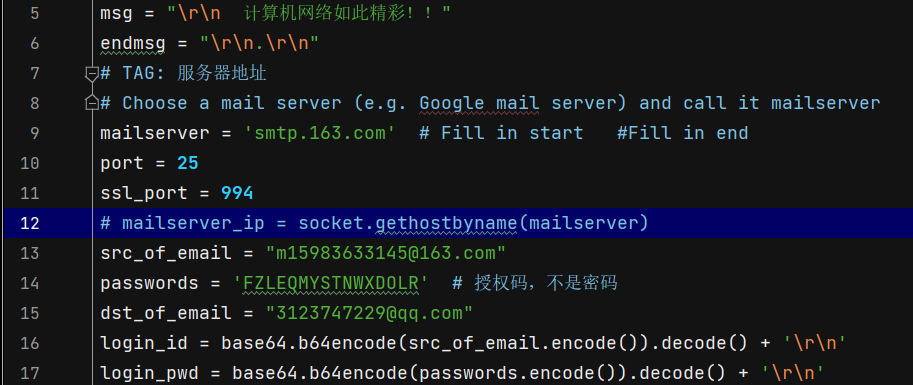 5 msg = "\r\n  计算机网络如此精彩！！"
6 endmsg = "\r\n.\r\n"
7 # TAG: 服务器地址
8 # Choose a mail server (e.g. Google mail server) and call it mailserver
9 mailserver = 'smtp.163.com'  # Fill in start   #Fill in end
10 port = 25
11 ssl_port = 994
12 # mailserver_ip = socket.gethostbyname(mailserver)
13 src_of_email = "m15983633145@163.com"
14 passwords = 'FZLEQMYSTNWXDOLR'  # 授权码，不是密码
15 dst_of_email = "3123747229@qq.com"
16 login_id = base64.b64encode(src_of_email.encode()).decode() + '\r\n'
17 login_pwd = base64.b64encode(passwords.encode()).decode() + '\r\n'